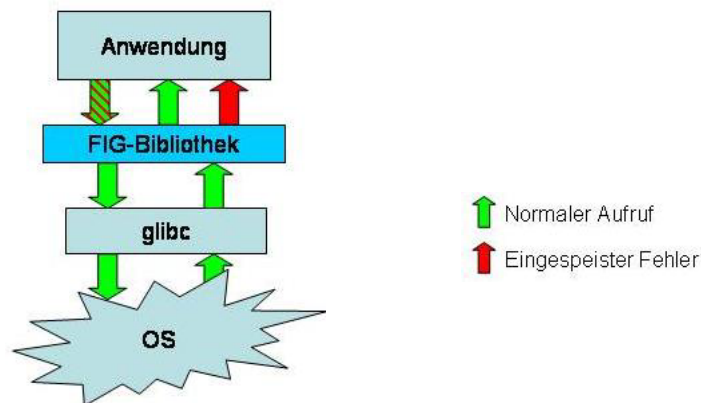 Anwendung
FIG-Bibliothek
glibc
OS
Normaler Aufruf
Eingespeister Fehler